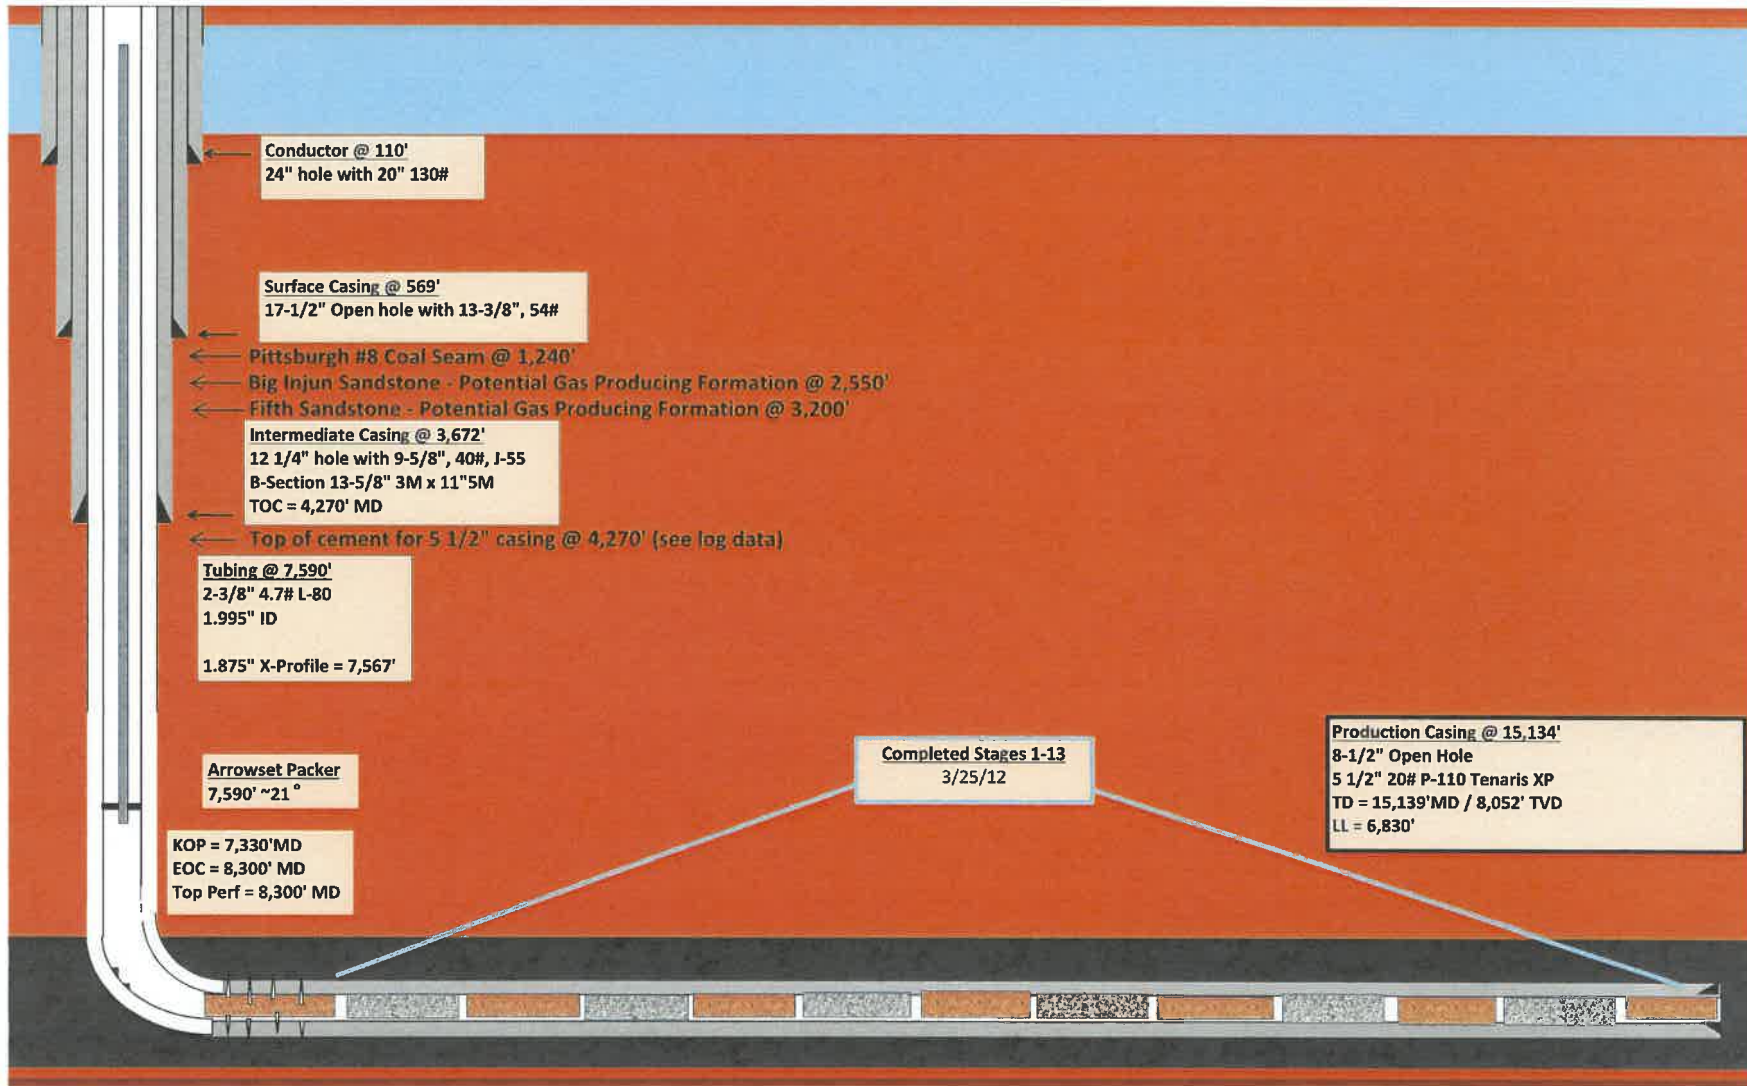 Conductor @ 110'
24" hole with 20" 130#
Surface Casing @ 569'
17-1/2" Open hole with 13-3/8", 54#
Pittsburgh #8 Coal Seam @ 1,240'
Big Injun Sandstone - Potential Gas Producing Formation @ 2,550'
Fifth Sandstone - Potential Gas Producing Formation @ 3,200'
Intermediate Casing @ 3,672'
12 1/4" hole with 9-5/8", 40#, J-55
B-Section 13-5/8" 3M x 11"5M
TOC = 4,270' MD
Top of cement for 5 1/2" casing @ 4,270' (see log data)
Tubing @ 7,590'
2-3/8" 4.7# L-80
1.995" ID
1.875" X-Profile = 7,567'
Arrowset Packer
7,590' ~21°
KOP = 7,330'MD
EOC = 8,300' MD
Top Perf = 8,300' MD
Completed Stages 1-13
3/25/12
Production Casing @ 15,134'
8-1/2" Open Hole
5 1/2" 20# P-110 Tenaris XP
TD = 15,139'MD / 8,052' TVD
LL = 6,830'